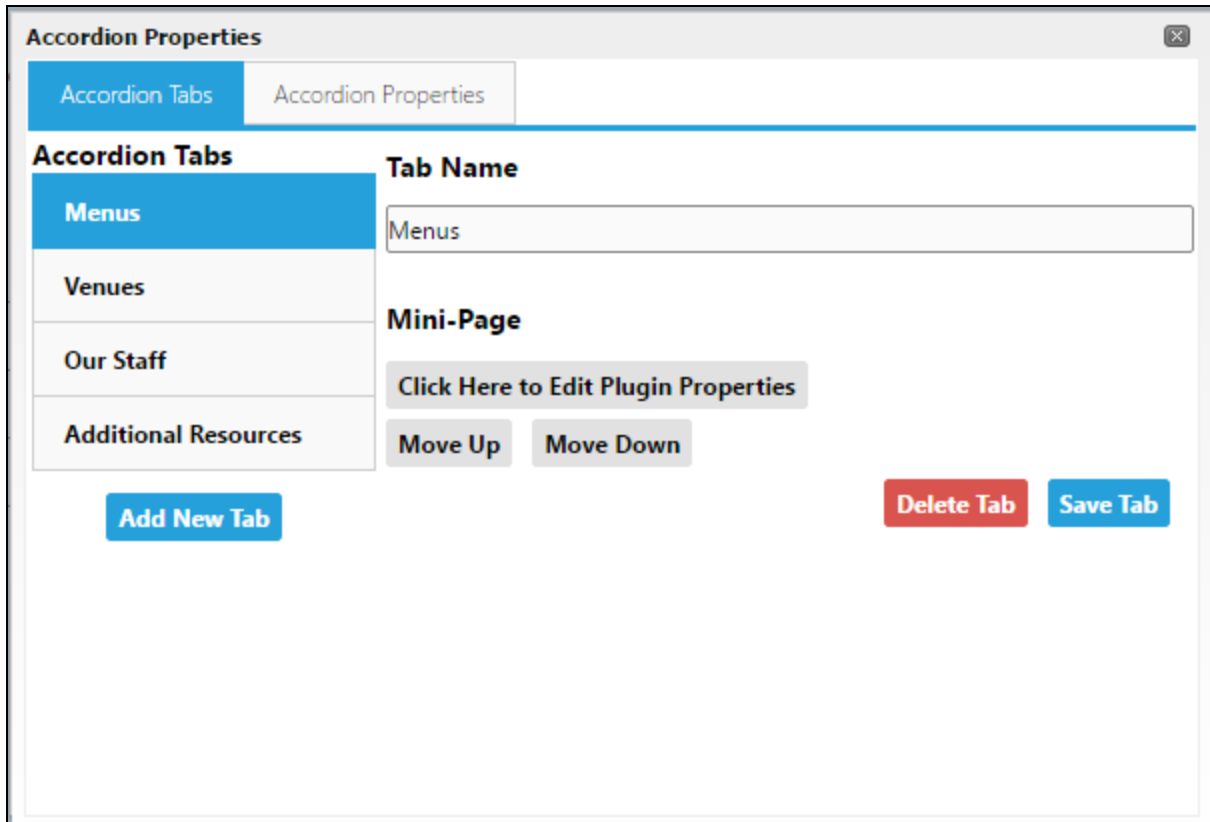 Accordion Properties
Accordion Tabs
Accordion Properties
Accordion Tabs
Menus
Venues
Our Staff
Additional Resources
Add New Tab
Tab Name
Menus
Mini-Page
Click Here to Edit Plugin Properties
Move Up
Move Down
Delete Tab
Save Tab